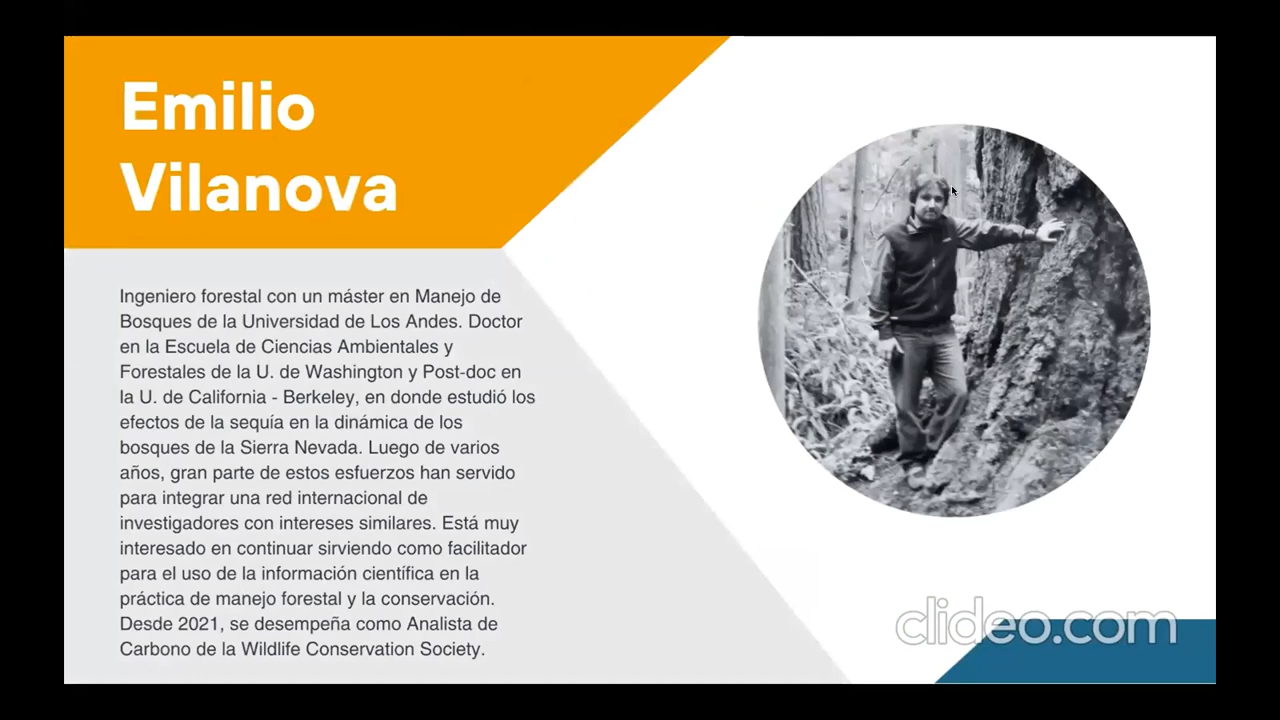 Emilio
Vilanova
Ingeniero forestal con un máster en Manejo de
Bosques de la Universidad de Los Andes. Doctor
en la Escuela de Ciencias Ambientales y
Forestales de la U. de Washington y Post-doc en
la U. de California - Berkeley, en donde estudió los
efectos de la sequía en la dinámica de los
bosques de la Sierra Nevada. Luego de varios
años, gran parte de estos esfuerzos han servido
para integrar una red internacional de
investigadores con intereses similares. Está muy
interesado en continuar sirviendo como facilitador
para el uso de la información científica en la
práctica de manejo forestal y la conservación.
Desde 2021, se desempeña como Analista de
Carbono de la Wildlife Conservation Society.
clideo.com